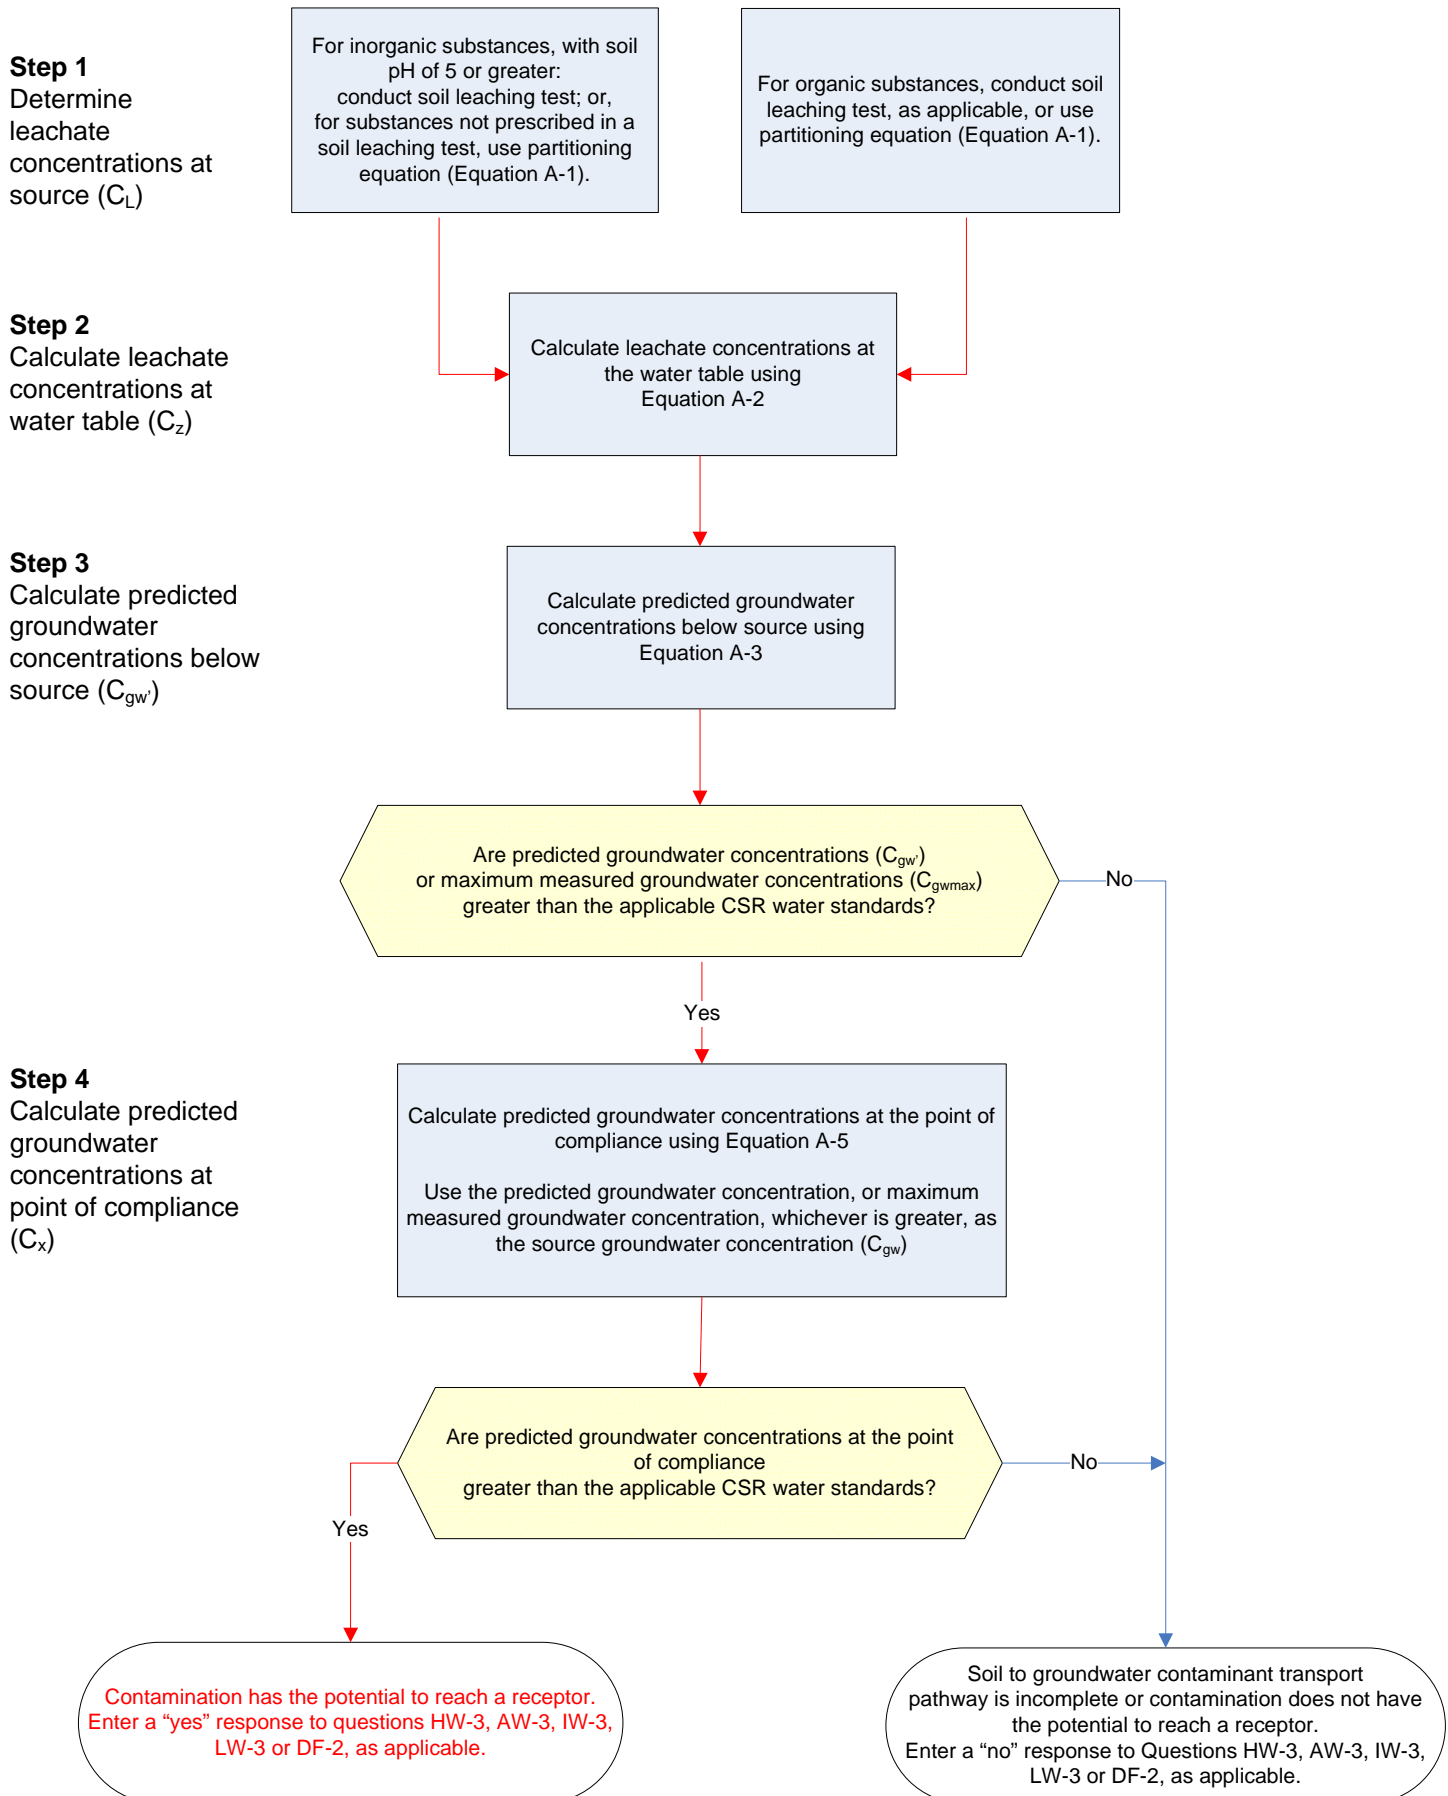 Step 1
Determine
leachate
concentrations at
source (CL)
For inorganic substances, with soil
pH of 5 or greater:
conduct soil leaching test; or,
for substances not prescribed in a
soil leaching test, use partitioning
equation (Equation A-1).
For organic substances, conduct soil
leaching test, as applicable, or use
partitioning equation (Equation A-1).
Step 2
Calculate leachate
concentrations at
water table (Cz)
Calculate leachate concentrations at
the water table using
Equation A-2
Step 3
Calculate predicted
groundwater
concentrations below
source (Cgw')
Calculate predicted groundwater
concentrations below source using
Equation A-3
Are predicted groundwater concentrations (Cgw')
or maximum measured groundwater concentrations (Cgwmax)
greater than the applicable CSR water standards?
No
Yes
Step 4
Calculate predicted
groundwater
concentrations at
point of compliance
(Cx)
Calculate predicted groundwater concentrations at the point of
compliance using Equation A-5
Use the predicted groundwater concentration, or maximum
measured groundwater concentration, whichever is greater, as
the source groundwater concentration (Cgw)
Are predicted groundwater concentrations at the point
of compliance
greater than the applicable CSR water standards?
No
Yes
Contamination has the potential to reach a receptor.
Enter a “yes” response to questions HW-3, AW-3, IW-3,
LW-3 or DF-2, as applicable.
Soil to groundwater contaminant transport
pathway is incomplete or contamination does not have
the potential to reach a receptor.
Enter a “no” response to Questions HW-3, AW-3, IW-3,
LW-3 or DF-2, as applicable.